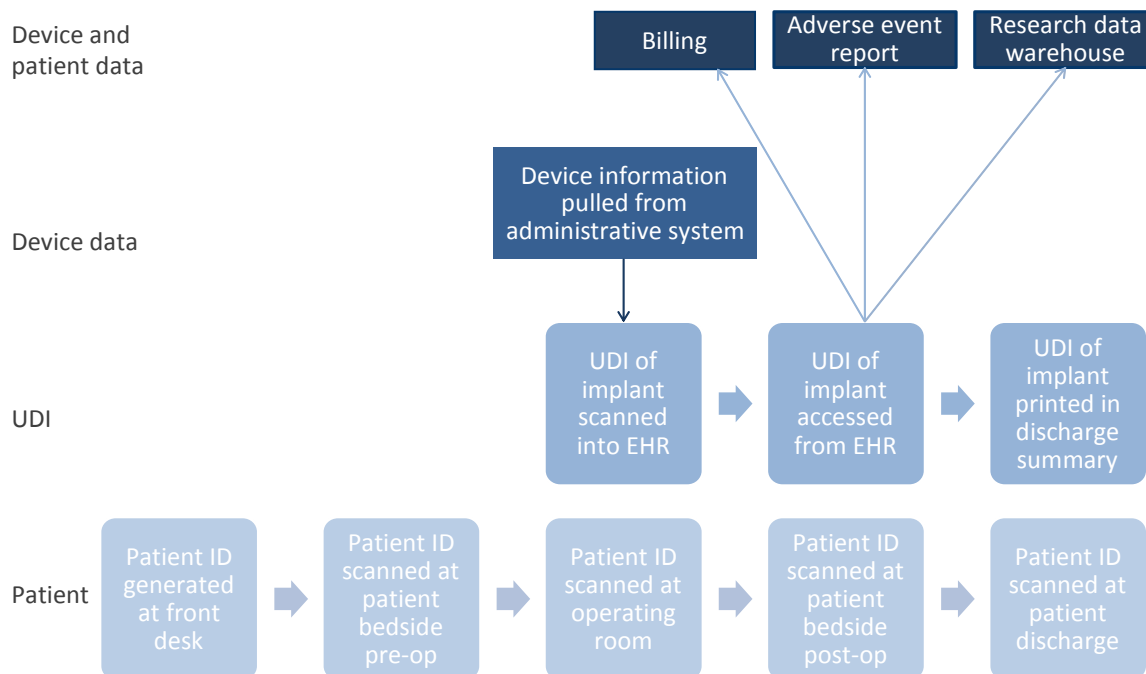 Device and
patient data
Billing
Adverse event
report
Research data
warehouse
Device data
Device information
pulled from
administrative system
UDI
UDI of
implant
scanned
into EHR
UDI of
implant
accessed
from EHR
UDI of
implant
printed in
discharge
summary
Patient
Patient ID
generated
at front
desk
Patient ID
scanned at
patient
bedside
pre-op
Patient ID
scanned at
operating
room
Patient ID
scanned at
patient
bedside
post-op
Patient ID
scanned at
patient
discharge